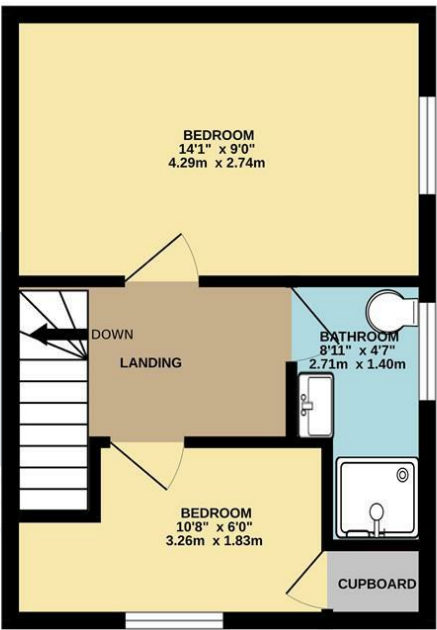 BEDROOM
14'1" x 9'0"
4.29m x 2.74m
DOWN
LANDING
BATHROOM
8'11" x 4'7"
2.71m x 1.40m
BEDROOM
10'8" x 6'0"
3.26m x 1.83m
CUPBOARD